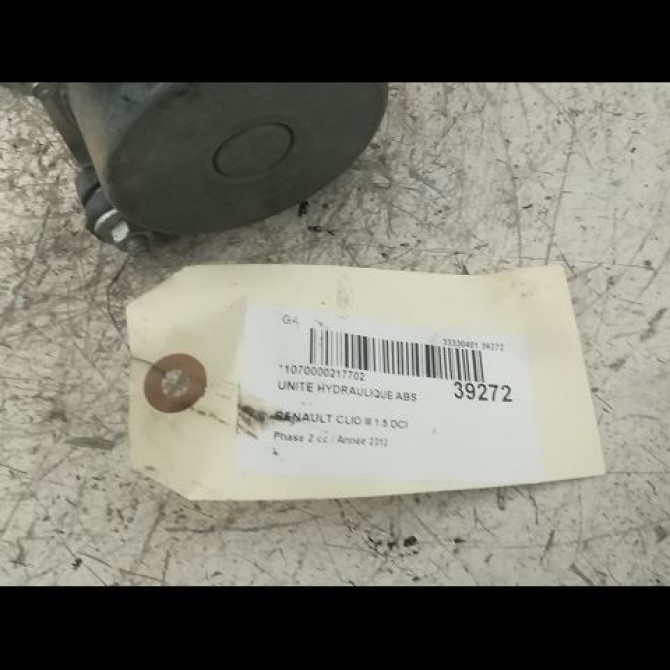 GA
33330401 39272
*1070000217702
UNITE HYDRAULIQUE ABS
39272
RENAULT CLIO III 1.5 DCI
Phase 2 cc / Année 2012